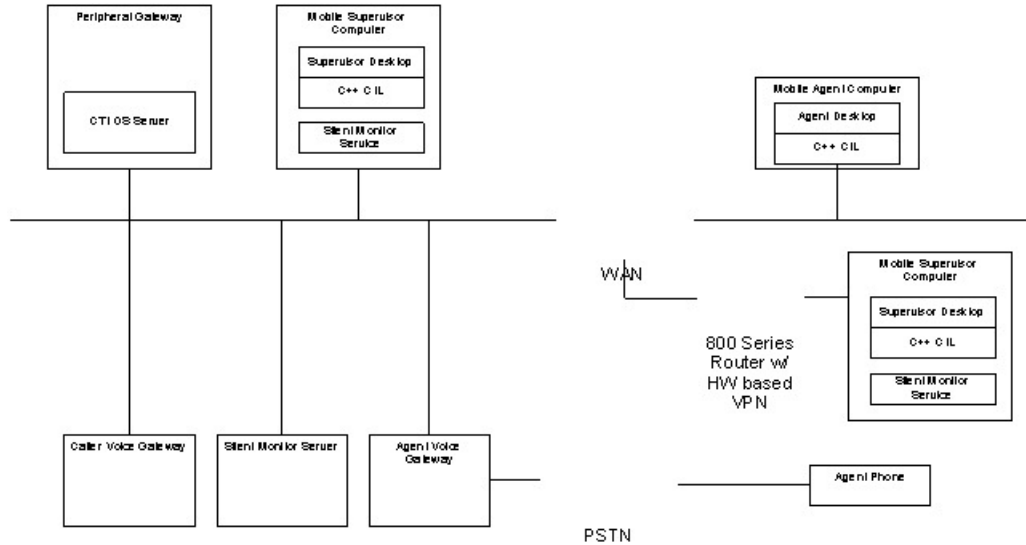 Peripheral Gateway
CTI OS Server
Mobile Supervisor
Computer
Supervisor Desktop
C++ CIL
Silent Monitor
Service
Mobile Agent Computer
Agent Desktop
C++ CIL
WAN
Mobile Supervisor
Computer
Supervisor Desktop
C++ CIL
Silent Monitor
Service
800 Series
Router w/
HW based
VPN
Caller Voice Gateway
Silent Monitor Server
Agent Voice
Gateway
Agent Phone
PSTN